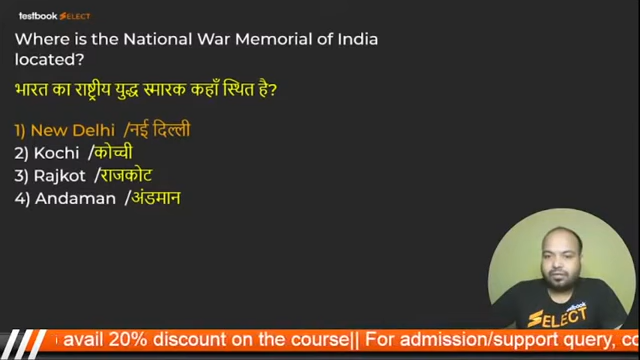 testbook SELECT
Where is the National War Memorial of India
located?
भारत का राष्ट्रीय युद्ध स्मारक कहाँ स्थित है?
1) New Delhi /नई दिल्ली
2) Kochi /कोच्ची
3) Rajkot /राजकोट
4) Andaman /अंडमान
testbook
SELECT
avail 20% discount on the course|| For admission/support query, co